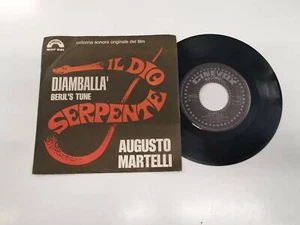 colonna sonora originale del film
IL DIO
DJAMBALLA'
BERIL'S TUNE
SERPENTE
AUGUSTO
MARTELLI
CINEVOX